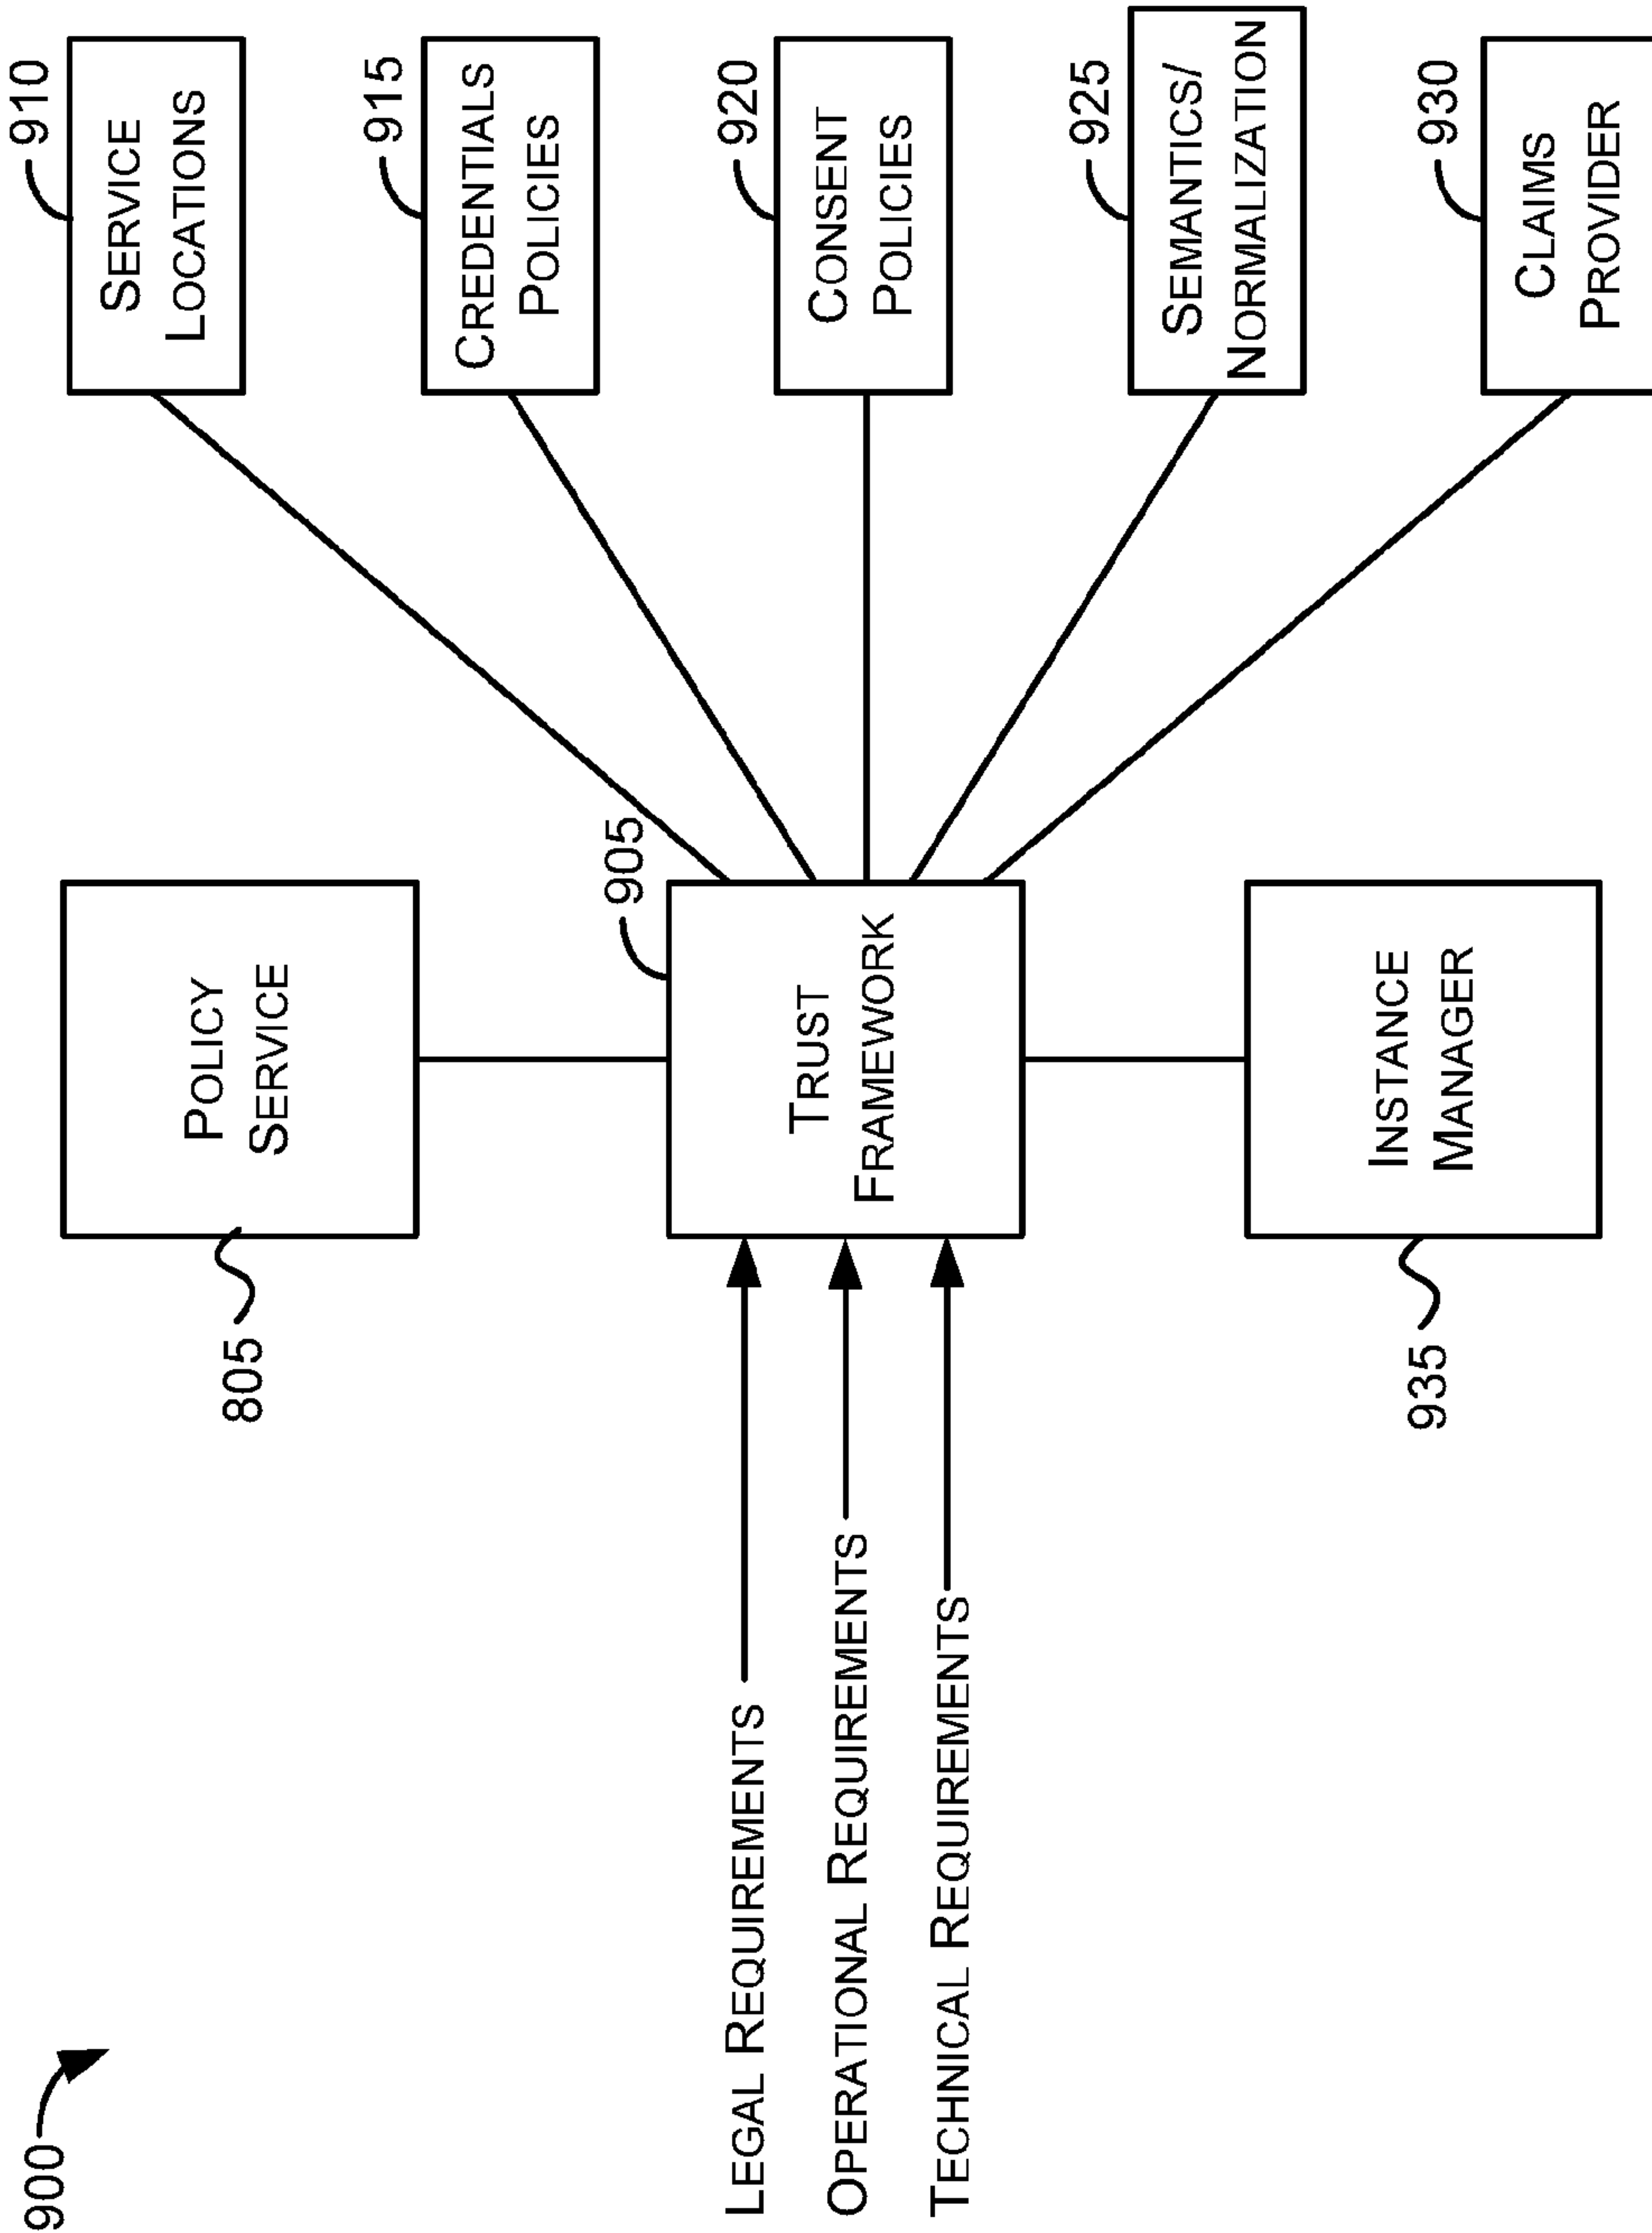 900
805
POLICY
SERVICE
910
SERVICE
LOCATIONS
915
CREDENTIALS
POLICIES
905
LEGAL REQUIREMENTS
OPERATIONAL REQUIREMENTS
TECHNICAL REQUIREMENTS
TRUST
FRAMEWORK
920
CONSENT
POLICIES
925
SEMANTICS/
NORMALIZATION
935
INSTANCE
MANAGER
930
CLAIMS
PROVIDER